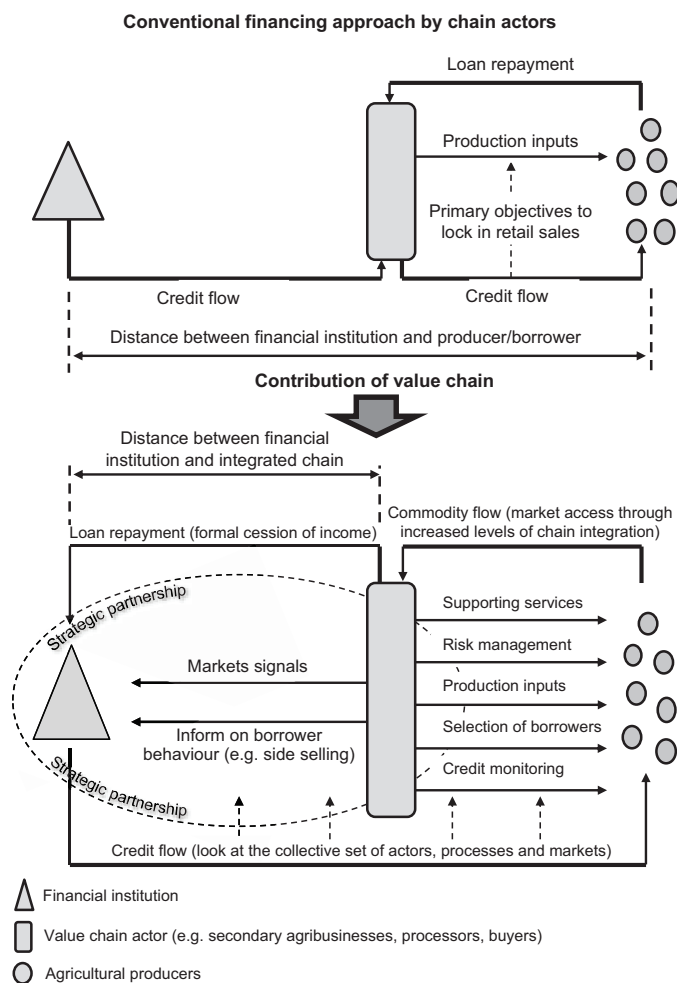 Conventional financing approach by chain actors
Loan repayment
Production inputs
Primary objectives to
lock in retail sales
Credit flow
Credit flow
Distance between financial institution and producer/borrower
Contribution of value chain
Distance between financial
institution and integrated chain
Loan repayment (formal cession of income)
Commodity flow (market access through
increased levels of chain integration)
Strategic partnership
Supporting services
Risk management
Markets signals
Production inputs
Inform on borrower
behaviour (e.g. side selling)
Selection of borrowers
Strategic partnership
Credit monitoring
Credit flow (look at the collective set of actors, processes and markets)
Financial institution
Value chain actor (e.g. secondary agribusinesses, processors, buyers)
Agricultural producers